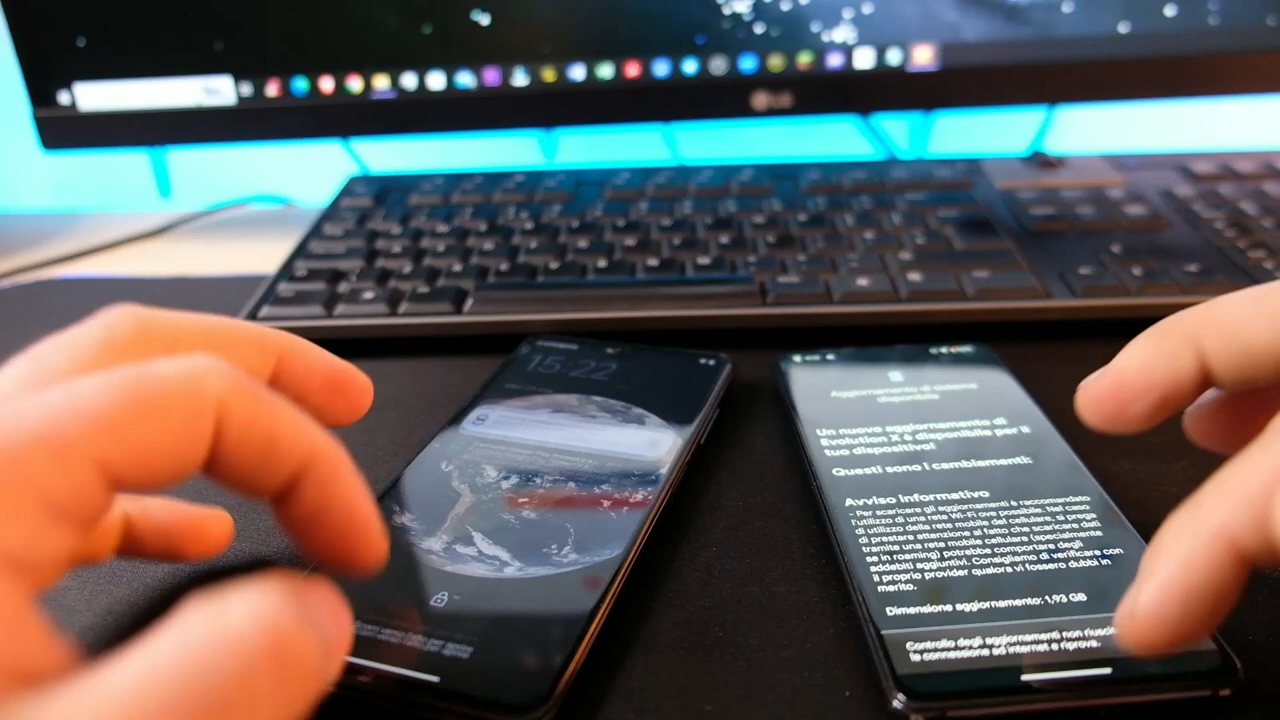 LG
15:22
Aggiornamento di sistema
disponibile
Un nuovo aggiornamento di
Evolution X è disponibile per il
tuo dispositivo!
Questi sono i cambiamenti:
Avviso informativo
- Per scaricare gli aggiornamenti è raccomandato
l'utilizzo di una rete Wi-Fi ove possibile. Nel caso
di utilizzo della rete mobile del cellulare, si prega
di prestare attenzione al fatto che scaricare dati
tramite una rete mobile cellulare (specialmente
se in roaming) potrebbe comportare degli
addebiti aggiuntivi. Consigliamo di verificare con
il proprio provider qualora vi fossero dubbi in
merito.
Dimensione aggiornamento: 1,93 GB
Controllo degli aggiornamenti non
la connessione ad internet e riprova.